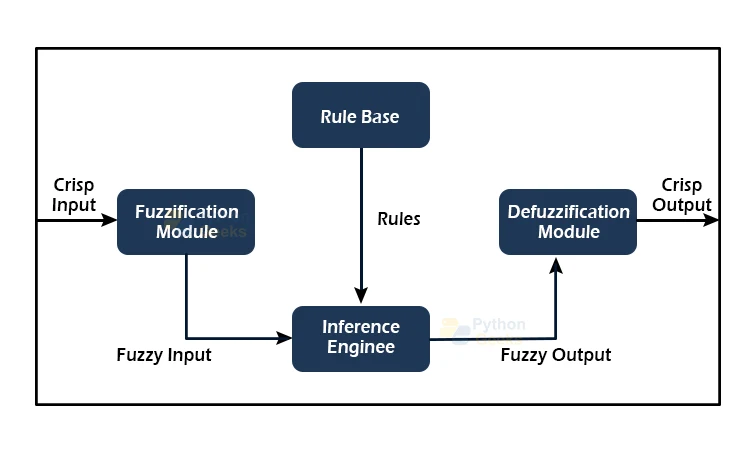 Rule Base
Crisp
Input
Fuzzification
Module
Rules
Defuzzification
Module
Crisp
Output
Inference
Enginee
Fuzzy Input
Fuzzy Output
Python